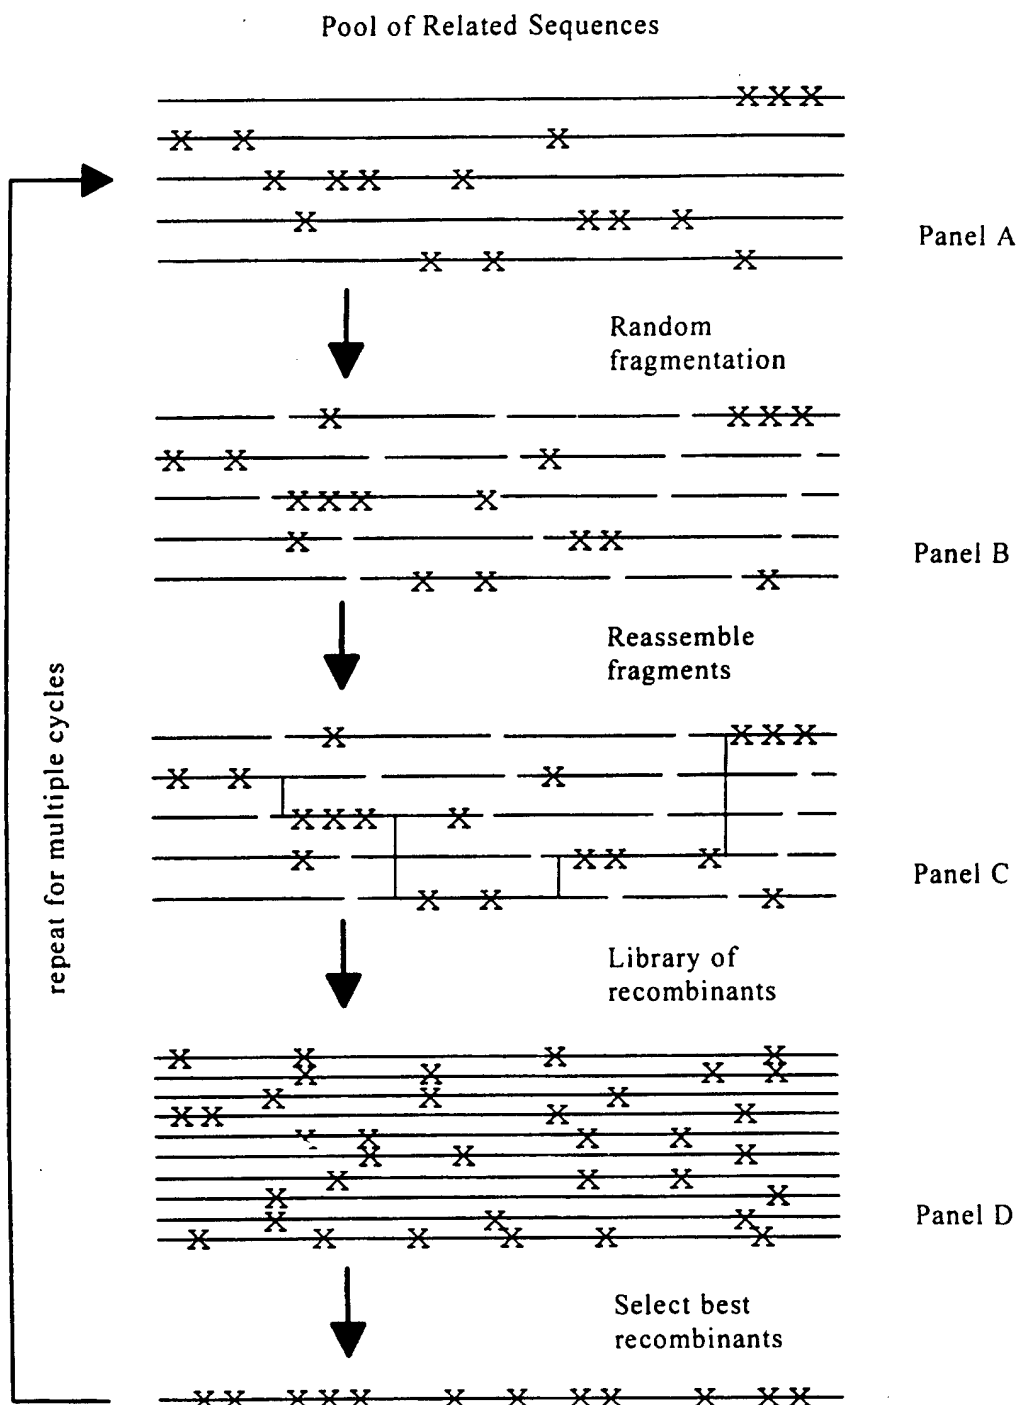 Pool of Related Sequences
Panel A
Random
fragmentation
Panel B
Reassemble
fragments
repeat for multiple cycles
Panel C
Library of
recombinants
Panel D
Select best
recombinants